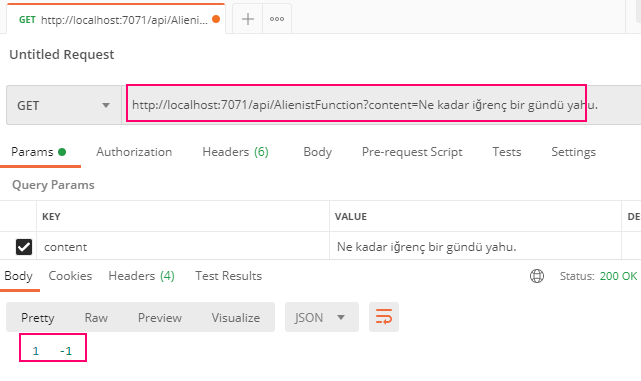 GET http://localhost:7071/api/Alieni... + ooo
Untitled Request
GET http://localhost:7071/api/AlienistFunction?content=Ne kadar iğrenç bir gündü yahu.
Params Authorization Headers (6) Body Pre-request Script Tests Settings
Query Params
KEY VALUE DE
content Ne kadar iğrenç bir gündü yahu.
Body Cookies Headers (4) Test Results Status: 200 OK
Pretty Raw Preview Visualize JSON
1 -1